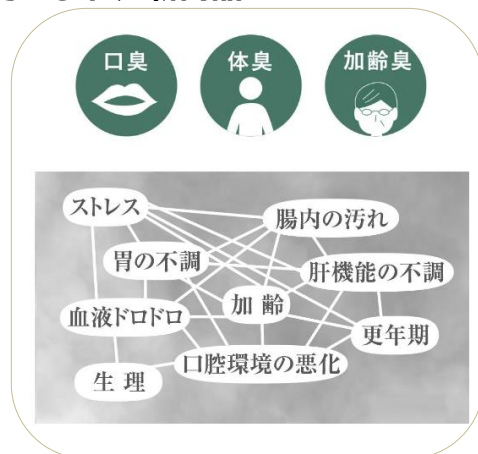 口臭
体臭
加齢臭
ストレス
腸内の汚れ
胃の不調
肝機能の不調
加齢
血液ドロドロ
更年期
口腔環境の悪化
生理